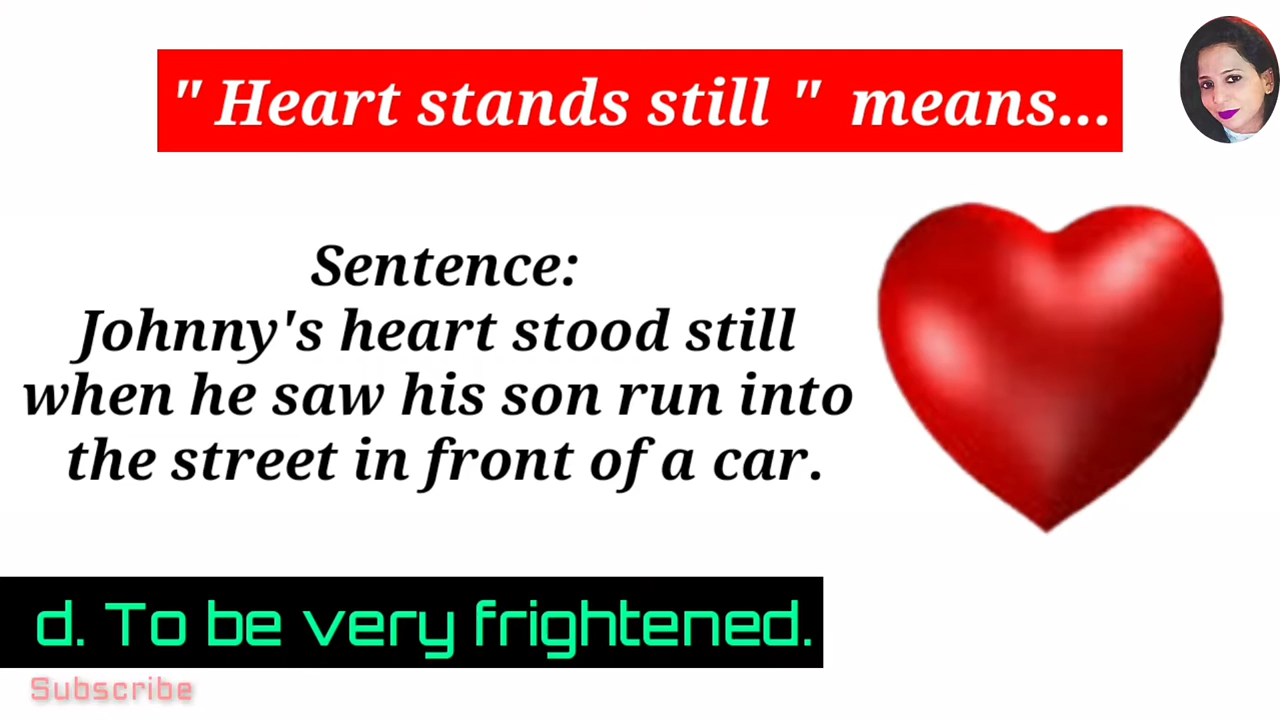 " Heart stands still " means...
Sentence:
Johnny's heart stood still
when he saw his son run into
the street in front of a car.
d. To be very frightened.
Subscribe